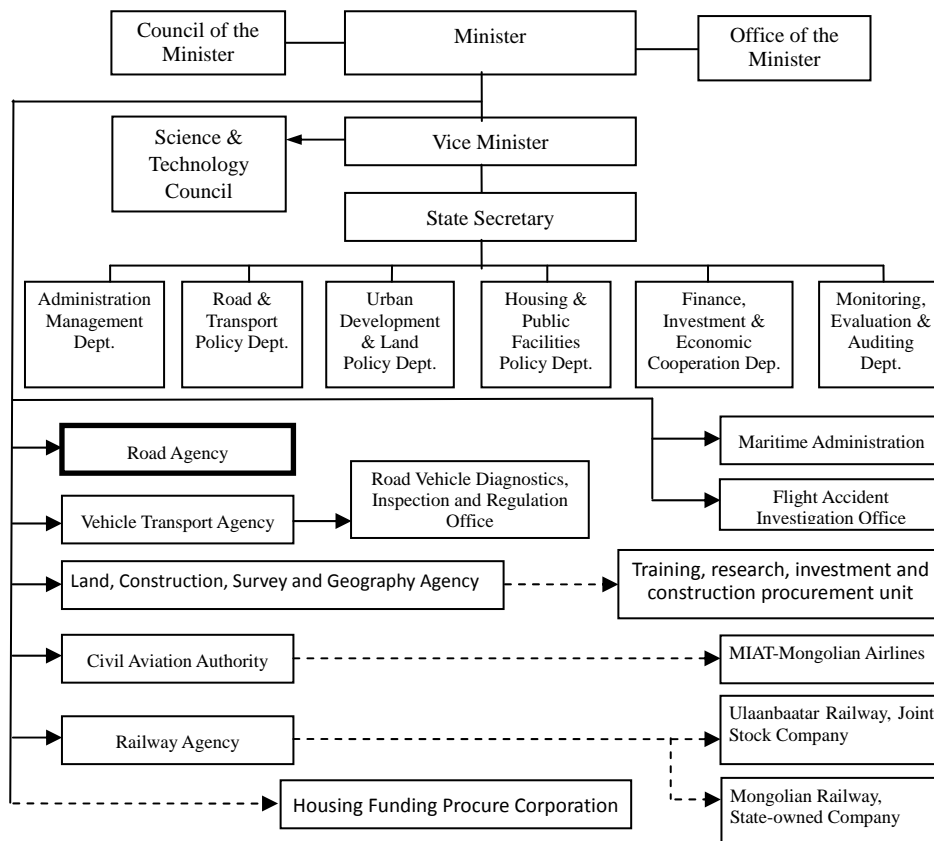 Council of the
Minister
Minister
Office of the
Minister
Science &
Technology
Council
Vice Minister
State Secretary
Administration
Management
Dept.
Road &
Transport
Policy Dept.
Urban
Development
& Land
Policy Dept.
Housing &
Public
Facilities
Policy Dept.
Finance,
Investment &
Economic
Cooperation Dep.
Monitoring,
Evaluation &
Auditing
Dept.
Road Agency
Maritime Administration
Road Vehicle Diagnostics,
Inspection and Regulation
Office
Flight Accident
Investigation Office
Vehicle Transport Agency
Land, Construction, Survey and Geography Agency
Training, research, investment and
construction procurement unit
Civil Aviation Authority
MIAT-Mongolian Airlines
Railway Agency
Ulaanbaatar Railway, Joint
Stock Company
Housing Funding Procure Corporation
Mongolian Railway,
State-owned Company